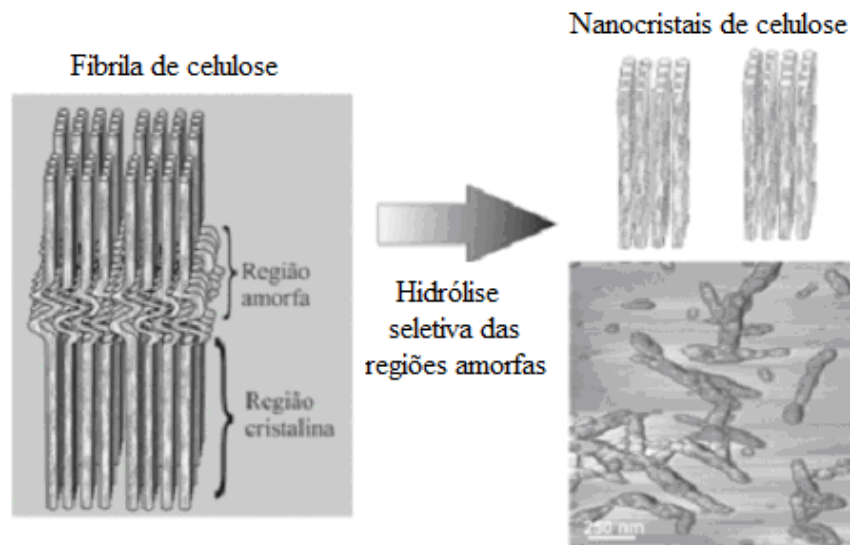 Fibrila de celulose
Região
amorfa
Região
cristalina
Hidrólise
seletiva das
regiões amorfas
Nanocristais de celulose
250 nm